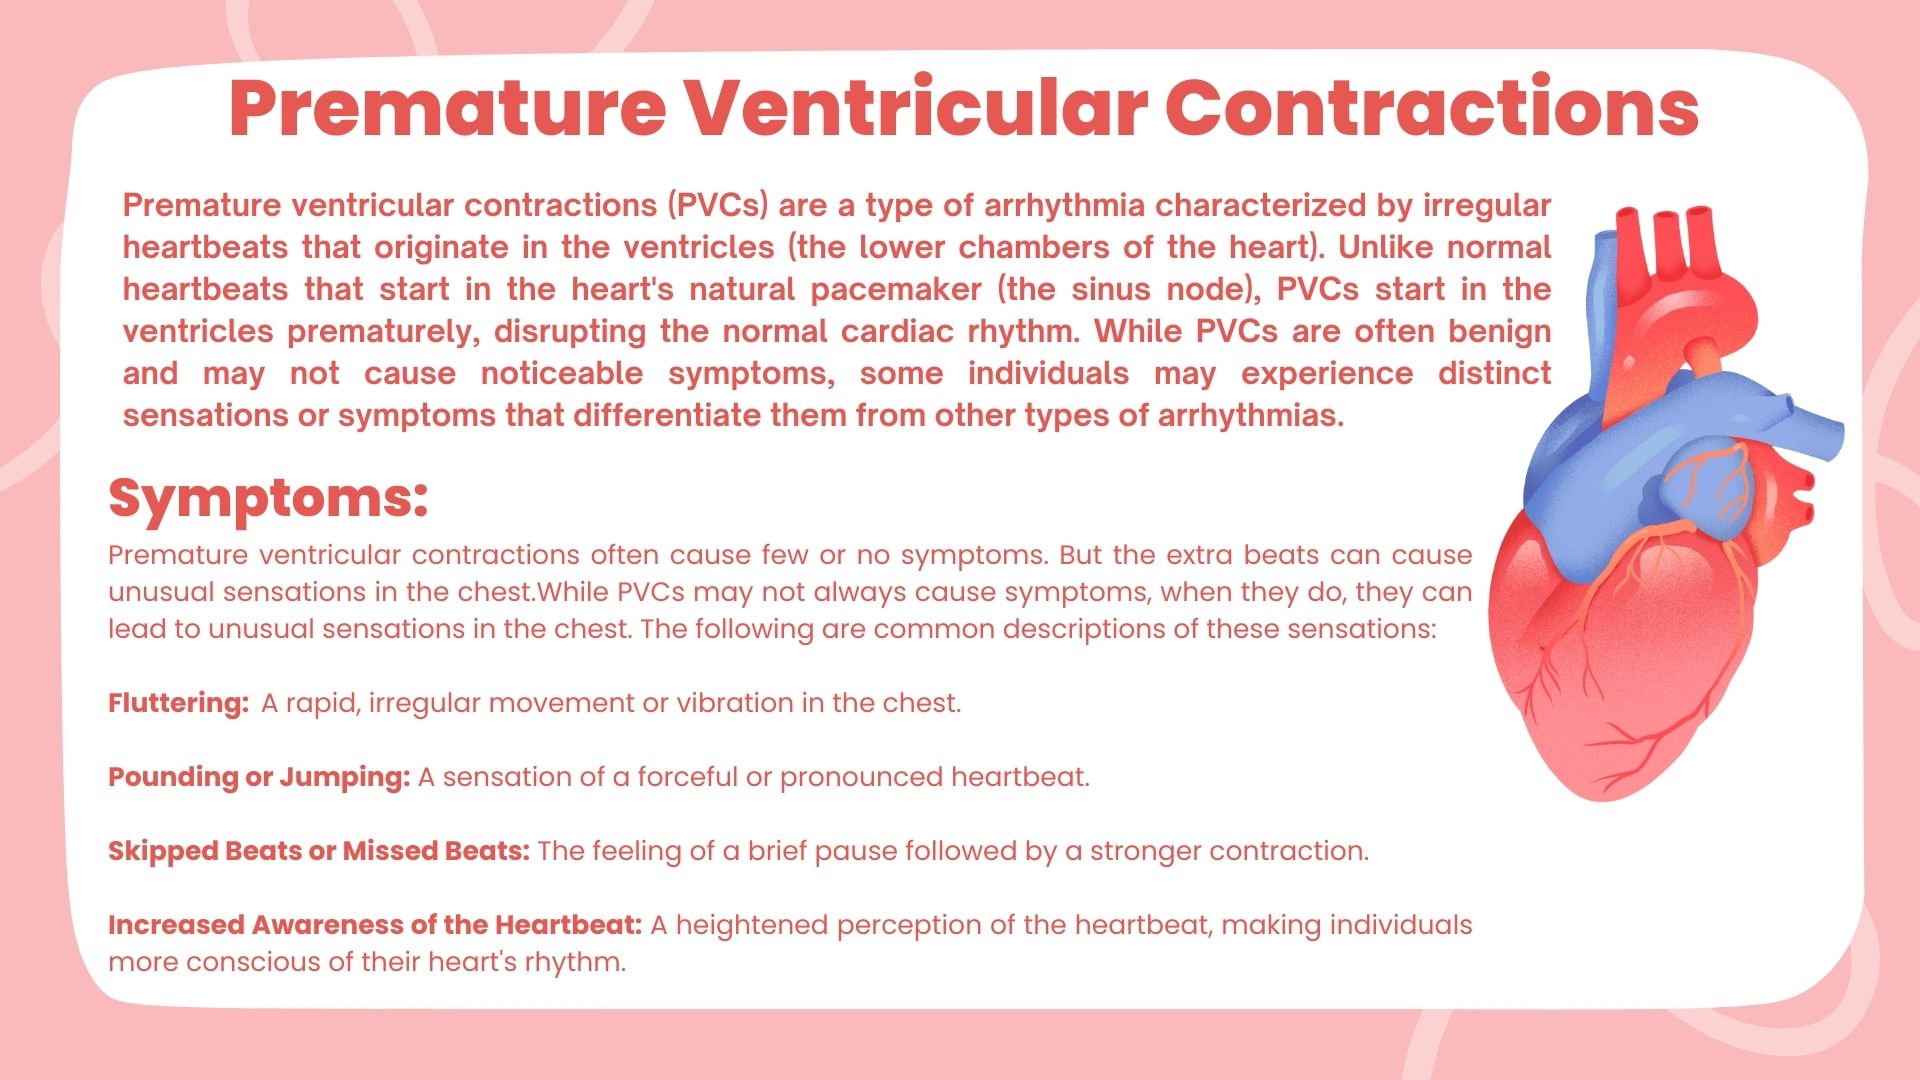 Premature Ventricular Contractions
Premature ventricular contractions (PVCs) are a type of arrhythmia characterized by irregular
heartbeats that originate in the ventricles (the lower chambers of the heart). Unlike normal
heartbeats that start in the heart's natural pacemaker (the sinus node), PVCs start in the
ventricles prematurely, disrupting the normal cardiac rhythm. While PVCs are often benign
and may not cause noticeable symptoms, some individuals may experience distinct
sensations or symptoms that differentiate them from other types of arrhythmias.
Symptoms:
Premature ventricular contractions often cause few or no symptoms. But the extra beats can cause
unusual sensations in the chest.While PVCs may not always cause symptoms, when they do, they can
lead to unusual sensations in the chest. The following are common descriptions of these sensations:
Fluttering: A rapid, irregular movement or vibration in the chest.
Pounding or Jumping: A sensation of a forceful or pronounced heartbeat.
Skipped Beats or Missed Beats: The feeling of a brief pause followed by a stronger contraction.
Increased Awareness of the Heartbeat: A heightened perception of the heartbeat, making individuals
more conscious of their heart's rhythm.